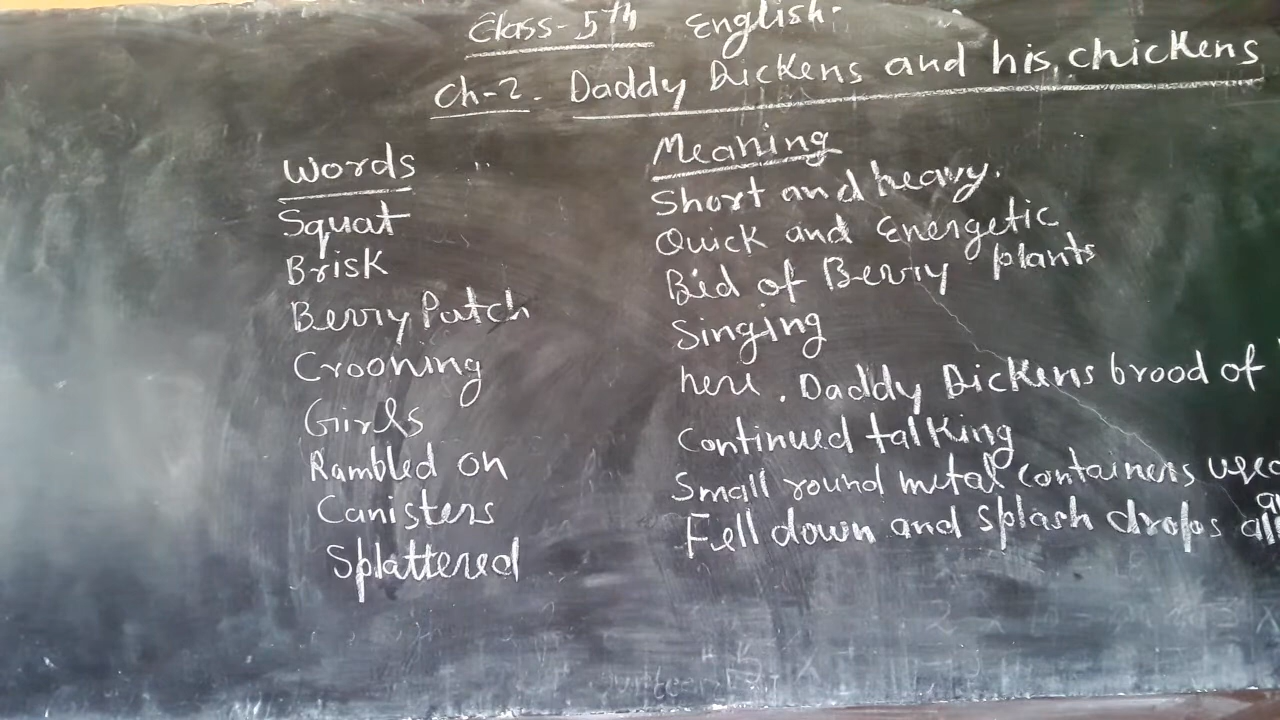 Class-5th English.
Ch-2. Daddy Dickens and his chickens
Words Meaning
Squat Short and heavy.
Brisk Quick and Energetic
Berry Patch Bed of Berry plants
Crooning Singing
Girls here. Daddy Dickens brood of
Rambled on Continued talking
Canisters Small round metal containers
Splattered Fell down and splash drops all